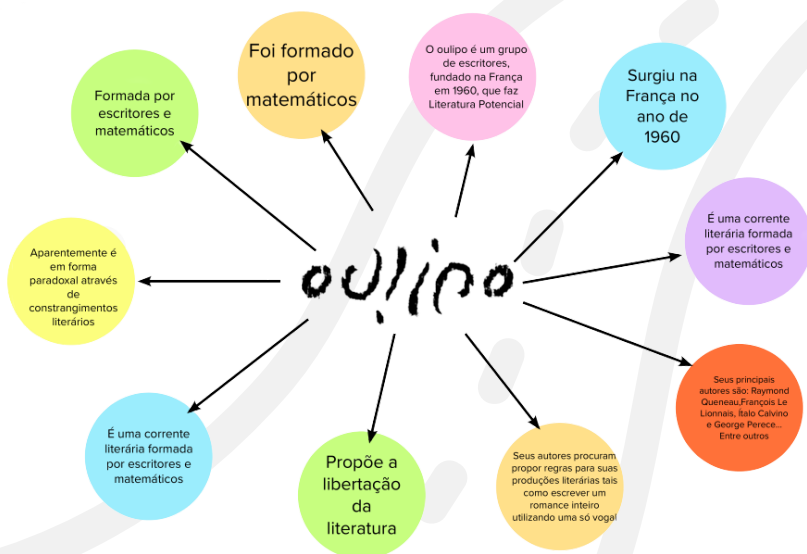 Foi formado
por
matemáticos
O oulipo é um grupo
de escritores,
fundado na França
em 1960, que faz
Literatura Potencial
Surgiu na
França no
ano de
1960
Formada por
escritores e
matemáticos
É uma corrente
literária formada
por escritores e
matemáticos
Aparentemente é
em forma
paradoxal através
de
constrangimentos
literários
oulipo
Seus principais
autores são: Raymond
Queneau,François Le
Lionnais, Ítalo Calvino
e George Perece...
Entre outros
É uma corrente
literária formada
por escritores e
matemáticos
Propõe a
libertação
da
literatura
Seus autores procuram
propor regras para suas
produções literárias tais
como escrever um
romance inteiro
utilizando uma só vogal